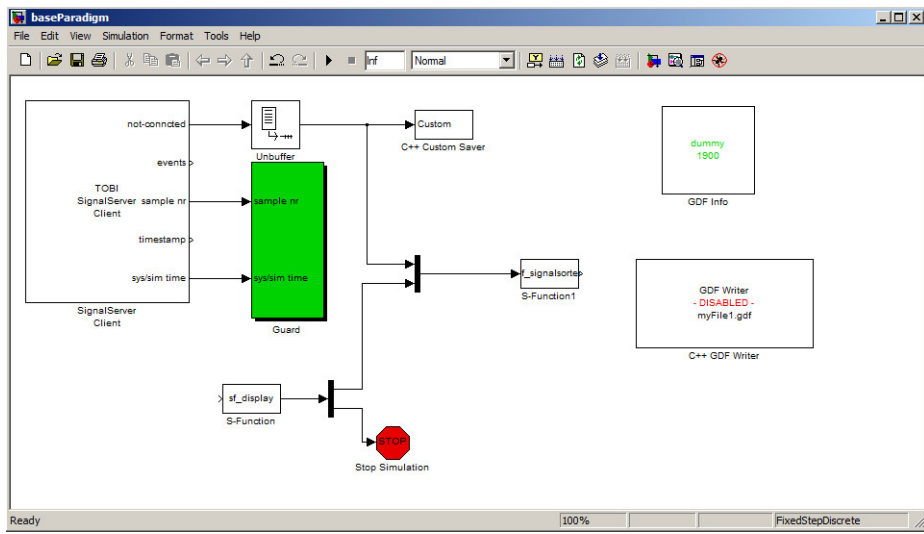 baseParadigm
File Edit View Simulation Format Tools Help
Inf Normal
not-conncted
events
TOBI
SignalServer
Client
sample nr
timestamp
sys/sim time
SignalServer
Client
Unbuffer
sample nr
sys/sim time
Guard
Custom
C++ Custom Saver
dummy
1900
GDF Info
f_signalsorte
S-Function1
GDF Writer
- DISABLED -
myFile1.gdf
C++ GDF Writer
sf_display
S-Function
STOP
Stop Simulation
Ready 100% FixedStepDiscrete